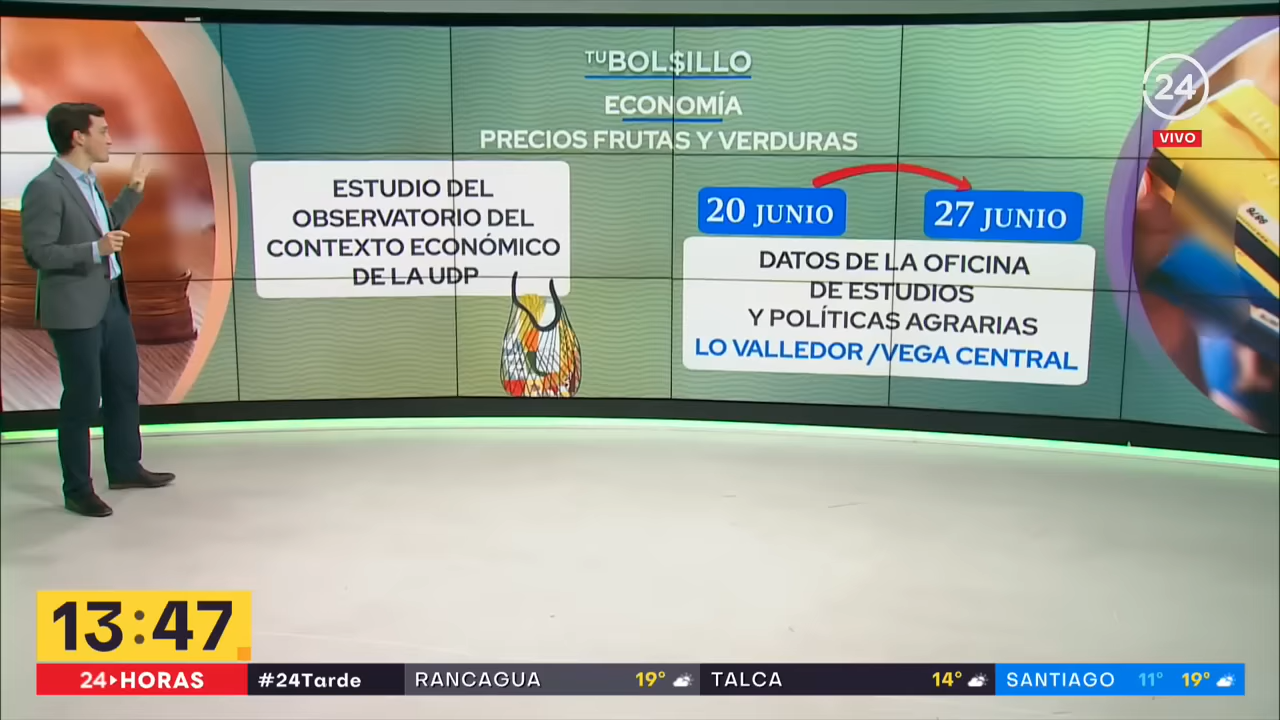 TU BOL$ILLO
ECONOMÍA
PRECIOS FRUTAS Y VERDURAS
24
VIVO
ESTUDIO DEL
OBSERVATORIO DEL
CONTEXTO ECONÓMICO
DE LA UDP
20 JUNIO
27 JUNIO
DATOS DE LA OFICINA
DE ESTUDIOS
Y POLÍTICAS AGRARIAS
LO VALLEDOR/VEGA CENTRAL
13:47
24 HORAS
#24Tarde
RANCAGUA 19°
TALCA 14°
SANTIAGO 11° 19°